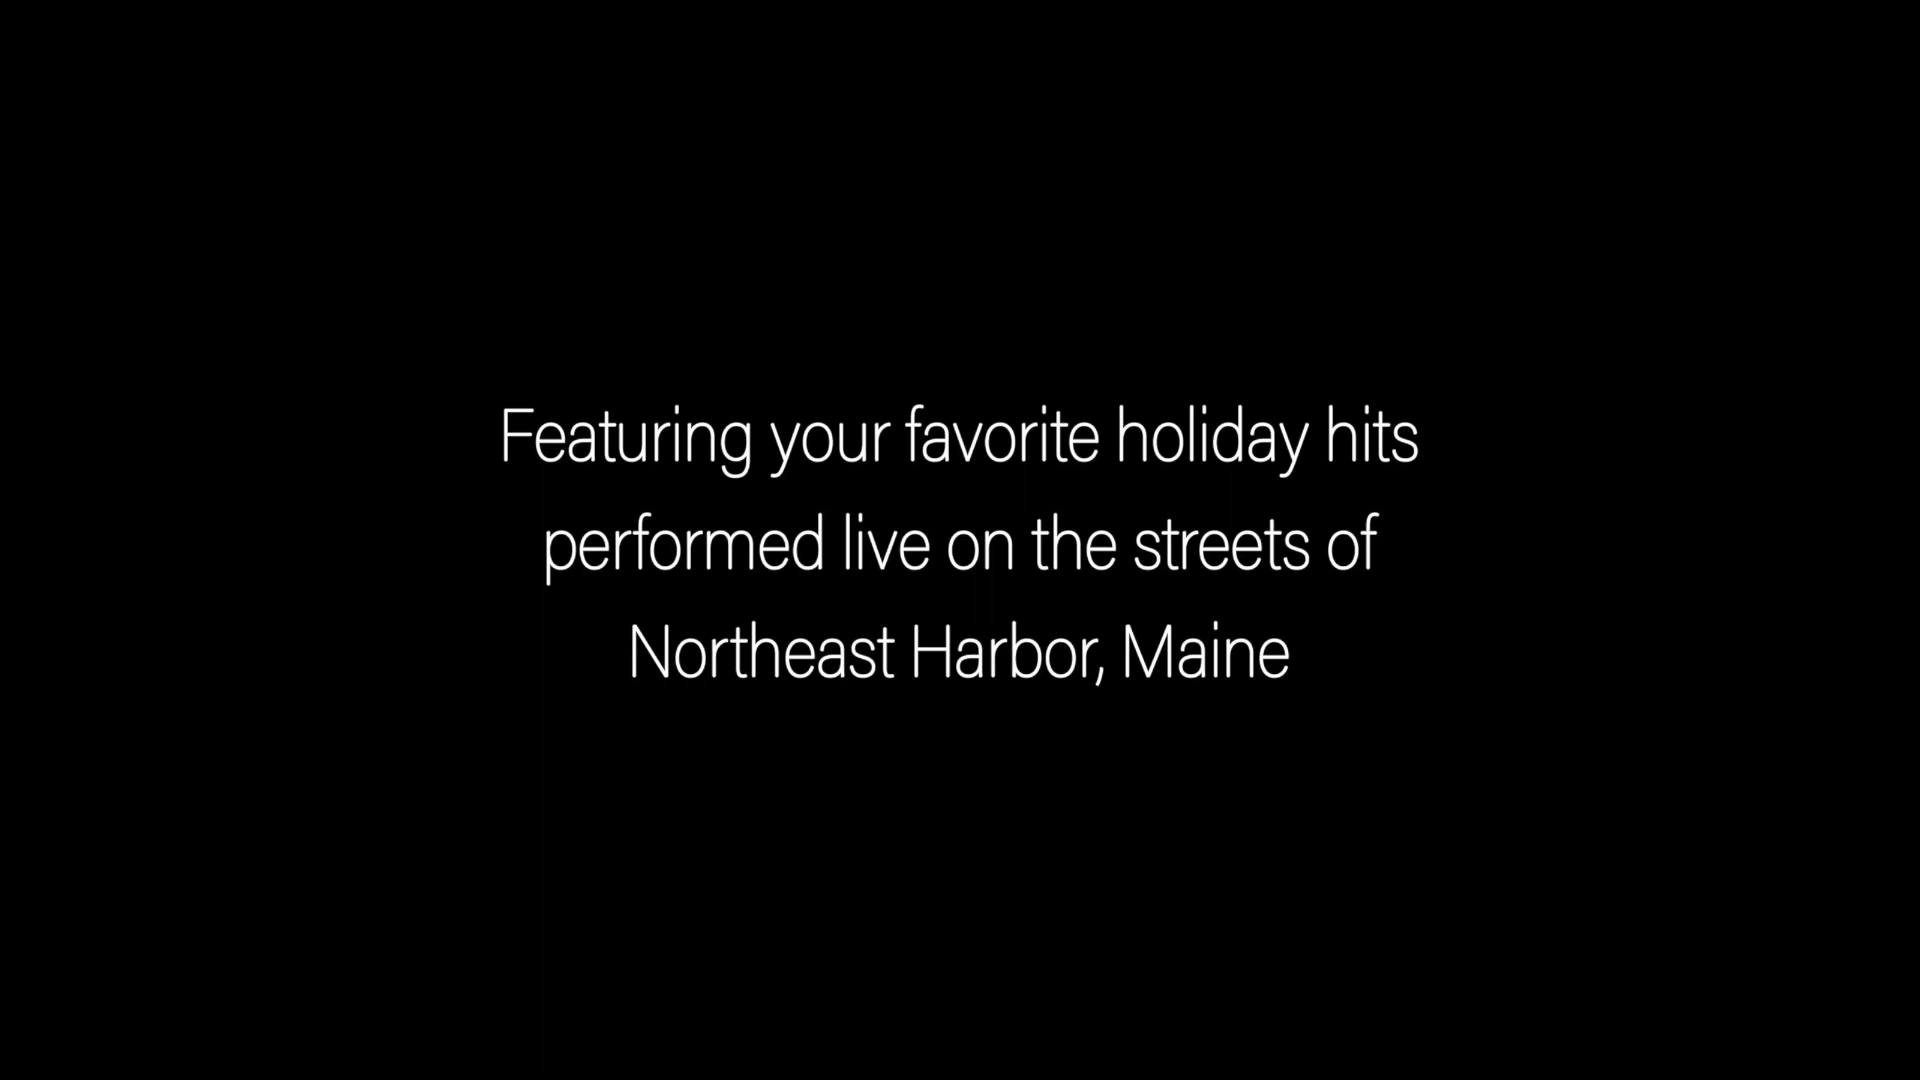 Featuring your favorite holiday hits
performed live on the streets of
Northeast Harbor, Maine